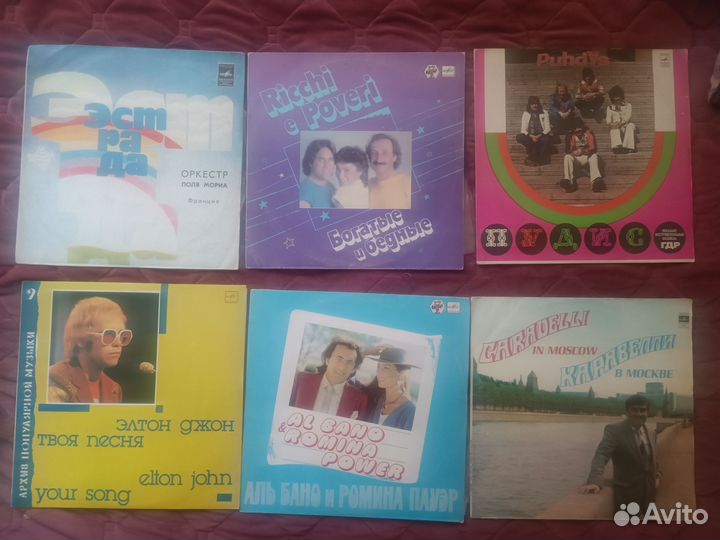 Эст
Эст
ра
да
ОРКЕСТР
ПОЛЯ МОРИА
Франция
Ricchi
e Poveri
Богатые
и бедные
Puhdys
ПУДИС
ГДР
9
АРХИВ ПОПУЛЯРНОЙ МУЗЫКИ
элтон джон
твоя песня
elton john
your song
AL BANO
& ROMINA
POWER
АЛЬ БАНО И РОМИНА ПАУЭР
CARAVELLI
IN MOSCOW
КАРАВЕЛЛИ
В МОСКВЕ
Avito